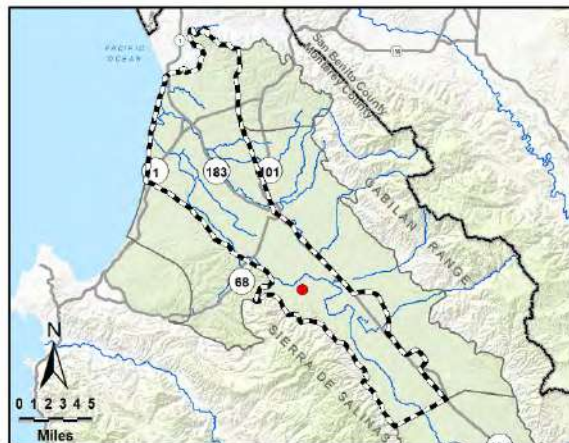 PACIFIC
OCEAN
1
San Benito County
Monterey County
1
183
101
GABILAN RANGE
68
SIERRA DE SALINAS
N
0 1 2 3 4 5
Miles